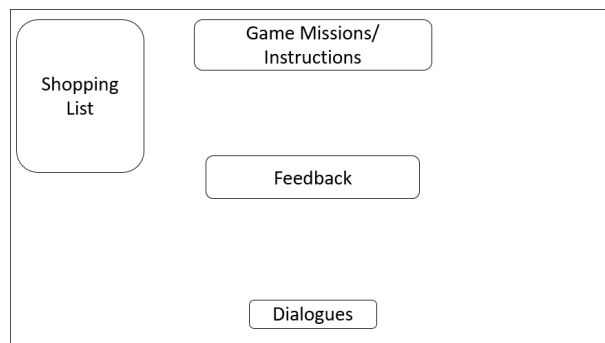 Game Missions/
Instructions
Shopping
List
Feedback
Dialogues